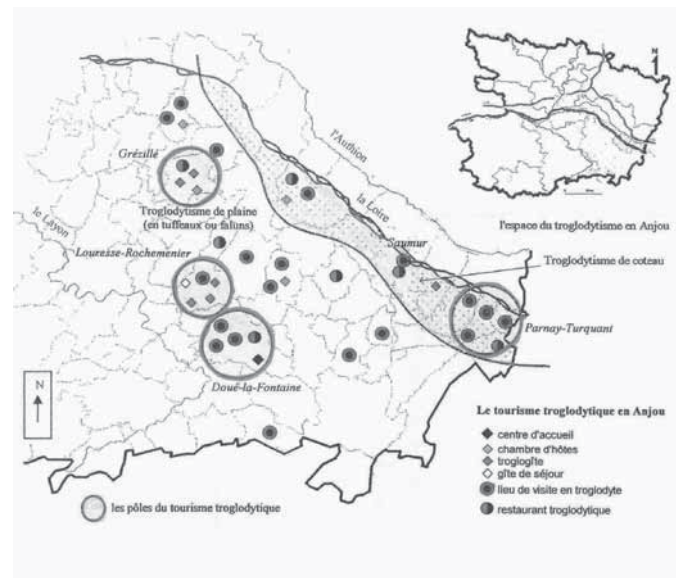 N
l'Authion
la Loire
Grézillé
Troglodytisme de plaine
(en tuffeaux ou faluns)
le Layon
Louresse-Rochemenier
Saumur
l'espace du troglodytisme en Anjou
Troglodytisme de coteau
Parnay-Turquant
Doué-la-Fontaine
N
Le tourisme troglodytique en Anjou
centre d'accueil
chambre d'hôtes
troglogîte
gîte de séjour
lieu de visite en troglodyte
restaurant troglodytique
les pôles du tourisme troglodytique